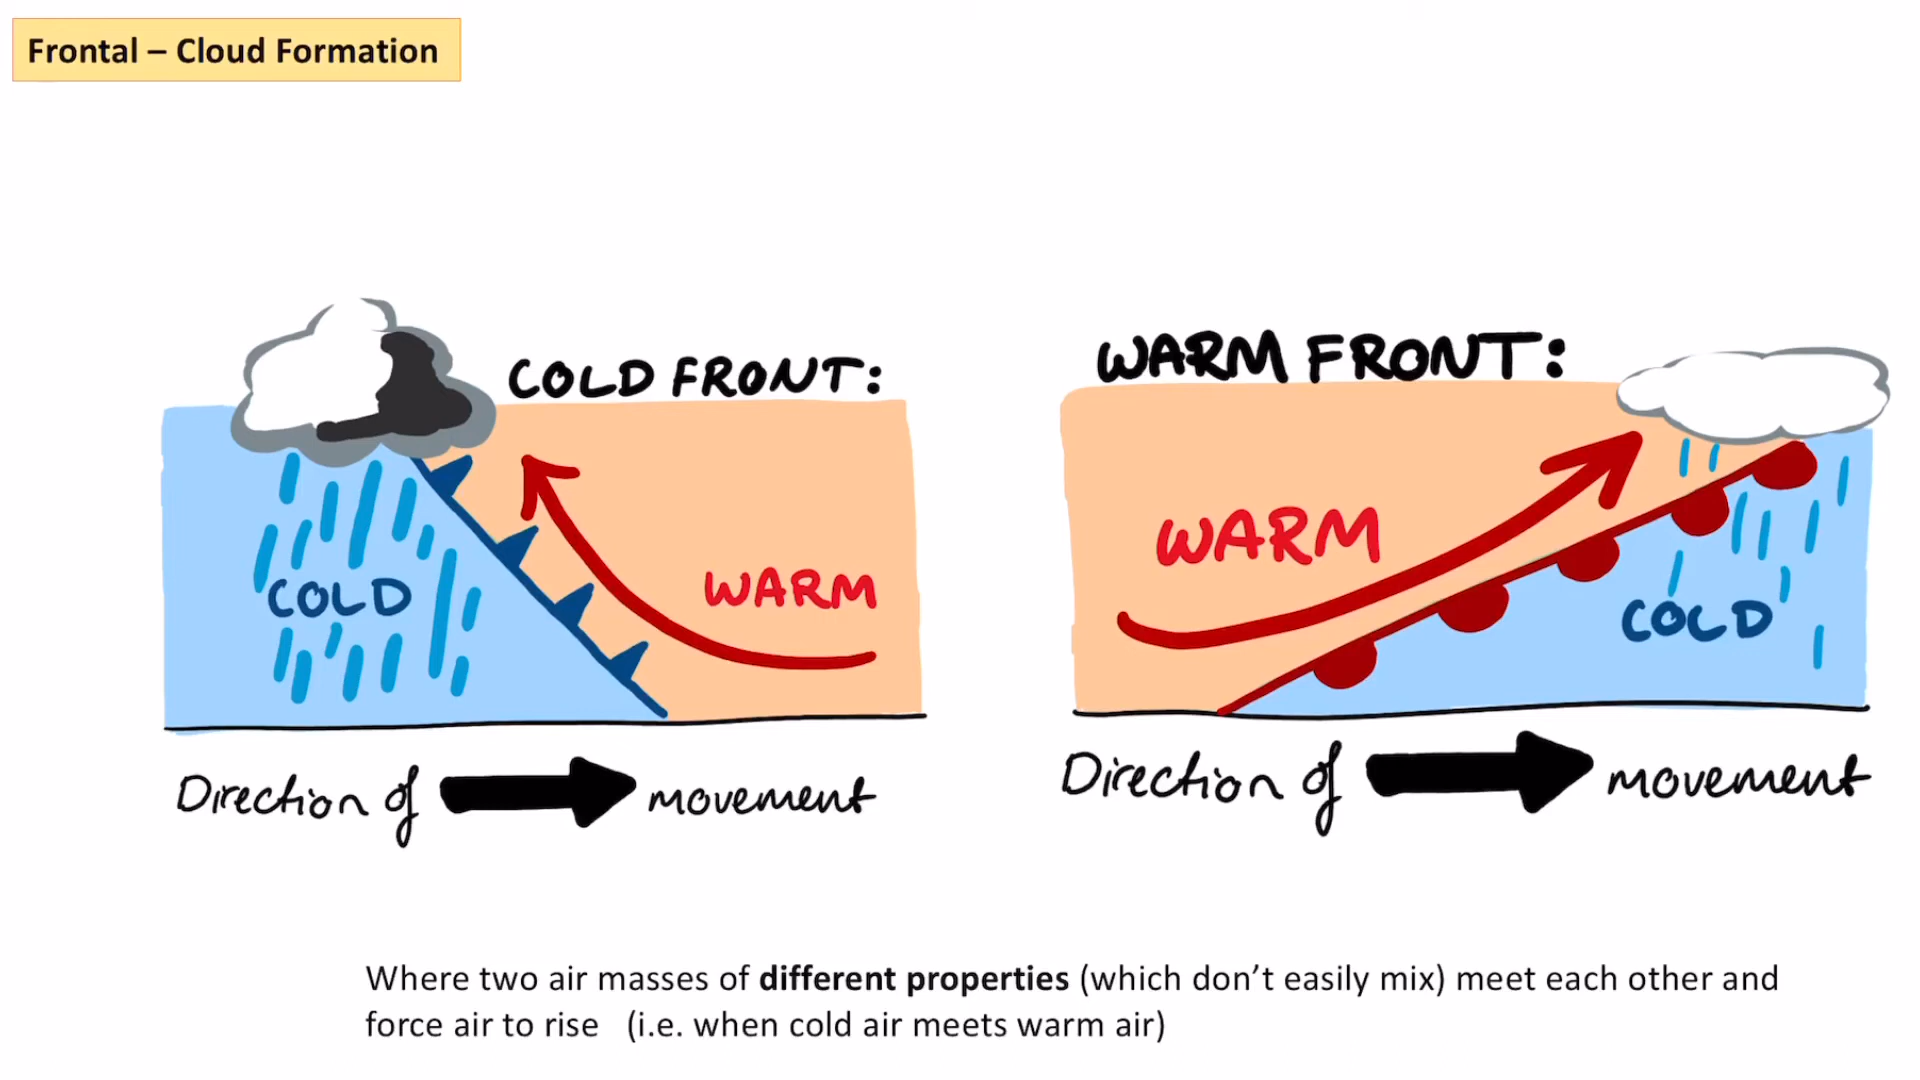 Frontal – Cloud Formation
COLD FRONT:
COLD
WARM
Direction of movement
WARM FRONT:
WARM
COLD
Direction of movement
Where two air masses of different properties (which don’t easily mix) meet each other and
force air to rise (i.e. when cold air meets warm air)